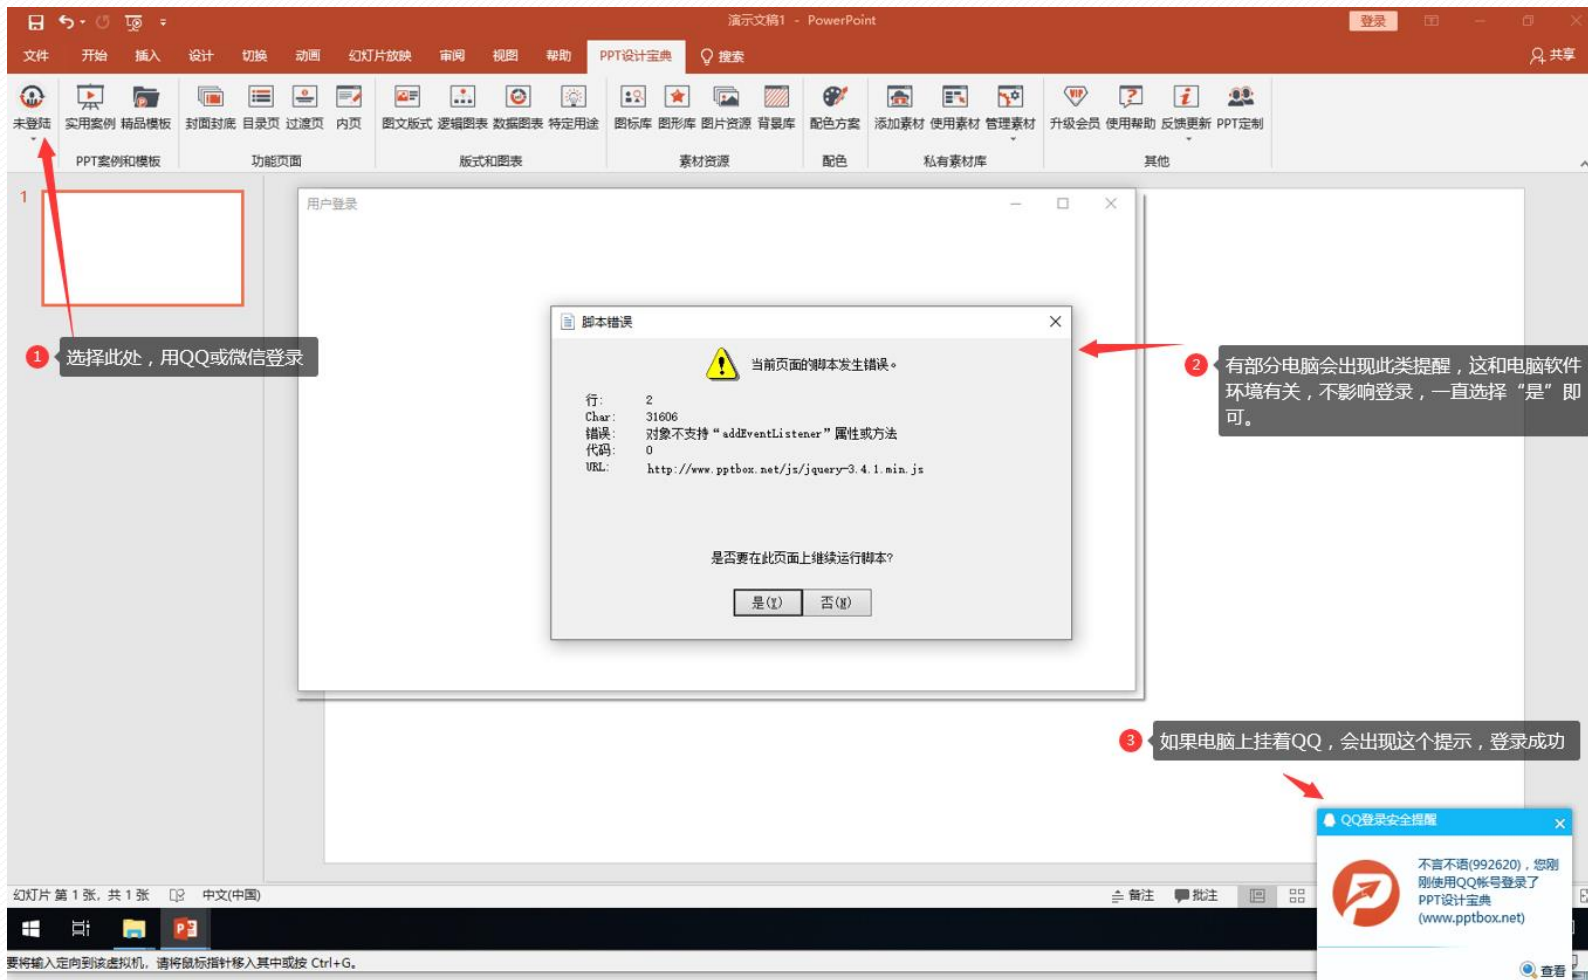 演示文稿1 - PowerPoint
登录
文件 开始 插入 设计 切换 动画 幻灯片放映 审阅 视图 帮助 PPT设计宝典 搜索 共享
未登陆 实用案例 精品模板 封面封底 目录页 过渡页 内页 图文版式 逻辑图表 数据图表 特定用途 图标库 图形库 图片资源 背景库 配色方案 添加素材 使用素材 管理素材 升级会员 使用帮助 反馈更新 PPT定制
PPT案例和模板 功能页面 版式和图表 素材资源 配色 私有素材库 其他
1
用户登录
脚本错误
当前页面的脚本发生错误。
行: 2
Char: 31606
错误: 对象不支持“addEventListener”属性或方法
代码: 0
URL: http://www.pptbox.net/js/jquery-3.4.1.min.js
是否要在此页面上继续运行脚本?
是(Y) 否(N)
1 选择此处，用QQ或微信登录
2 有部分电脑会出现此类提醒，这和电脑软件
环境有关，不影响登录，一直选择“是”即
可。
3 如果电脑上挂着QQ，会出现这个提示，登录成功
QQ登录安全提醒
不言不语(992620)，您刚
刚使用QQ帐号登录了
PPT设计宝典
(www.pptbox.net)
查看
幻灯片 第 1 张, 共 1 张 中文(中国) 备注 批注
要将输入定向到该虚拟机，请将鼠标指针移入其中或按 Ctrl+G。